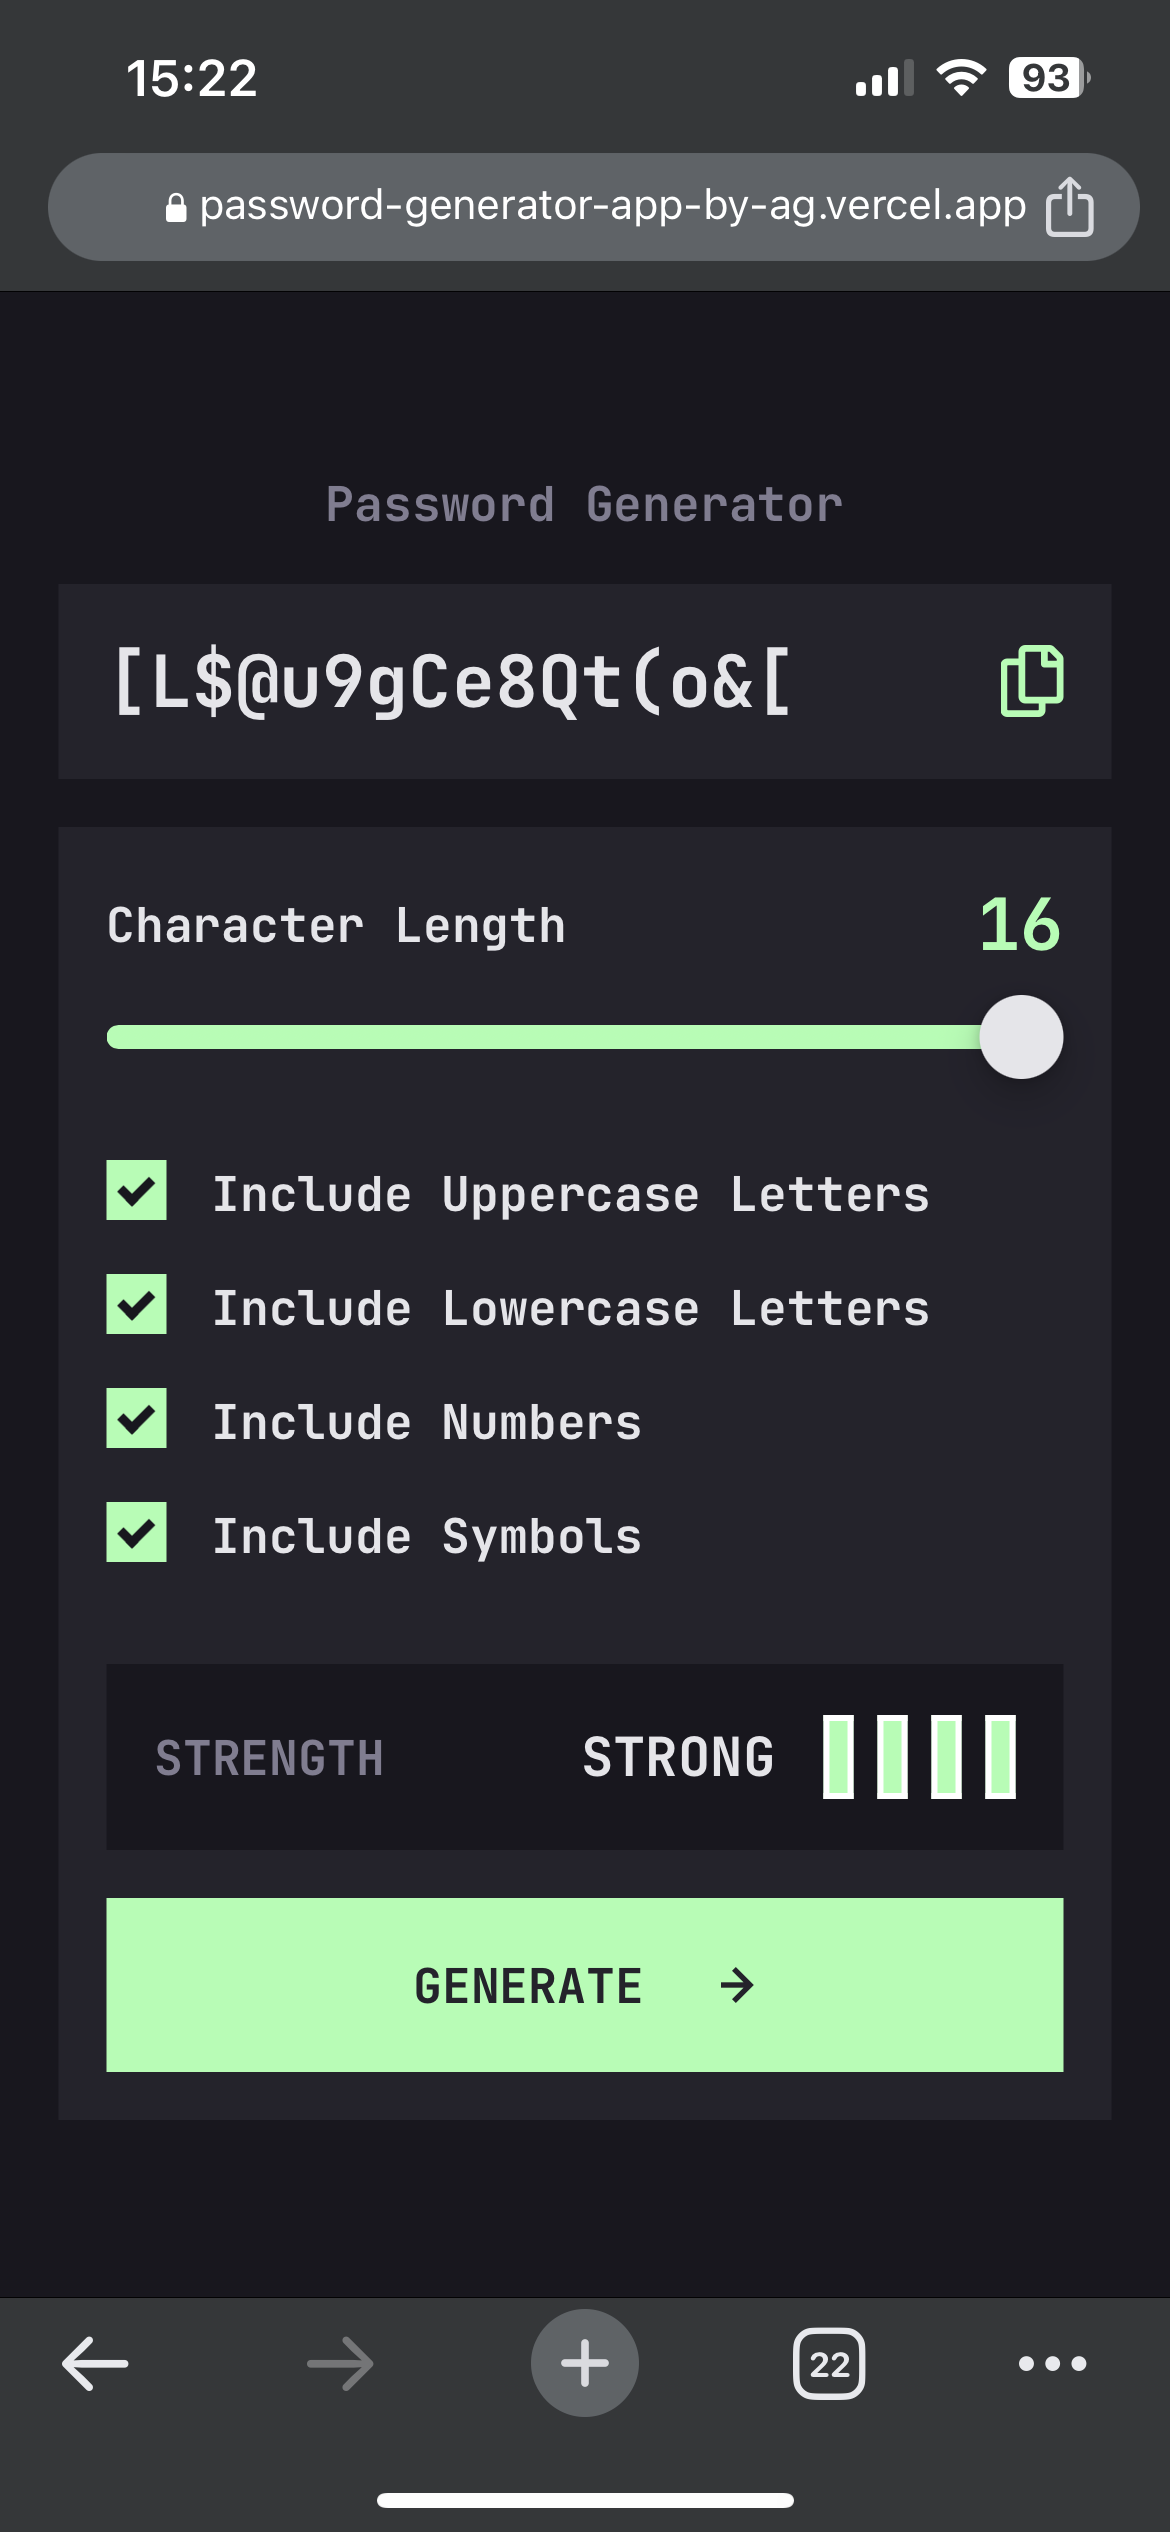 15:22
93
password-generator-app-by-ag.vercel.app
Password Generator
[L$@u9gCe8Qt(o&[
Character Length
16
Include Uppercase Letters
Include Lowercase Letters
Include Numbers
Include Symbols
STRENGTH
STRONG
GENERATE →
22